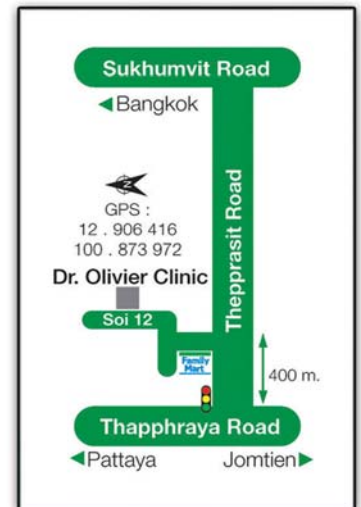 Sukhumvit Road
Bangkok
N
GPS :
12 . 906 416
100 . 873 972
Dr. Olivier Clinic
Soi 12
Thepprasit Road
Family
Mart
400 m.
Thapphraya Road
Pattaya Jomtien